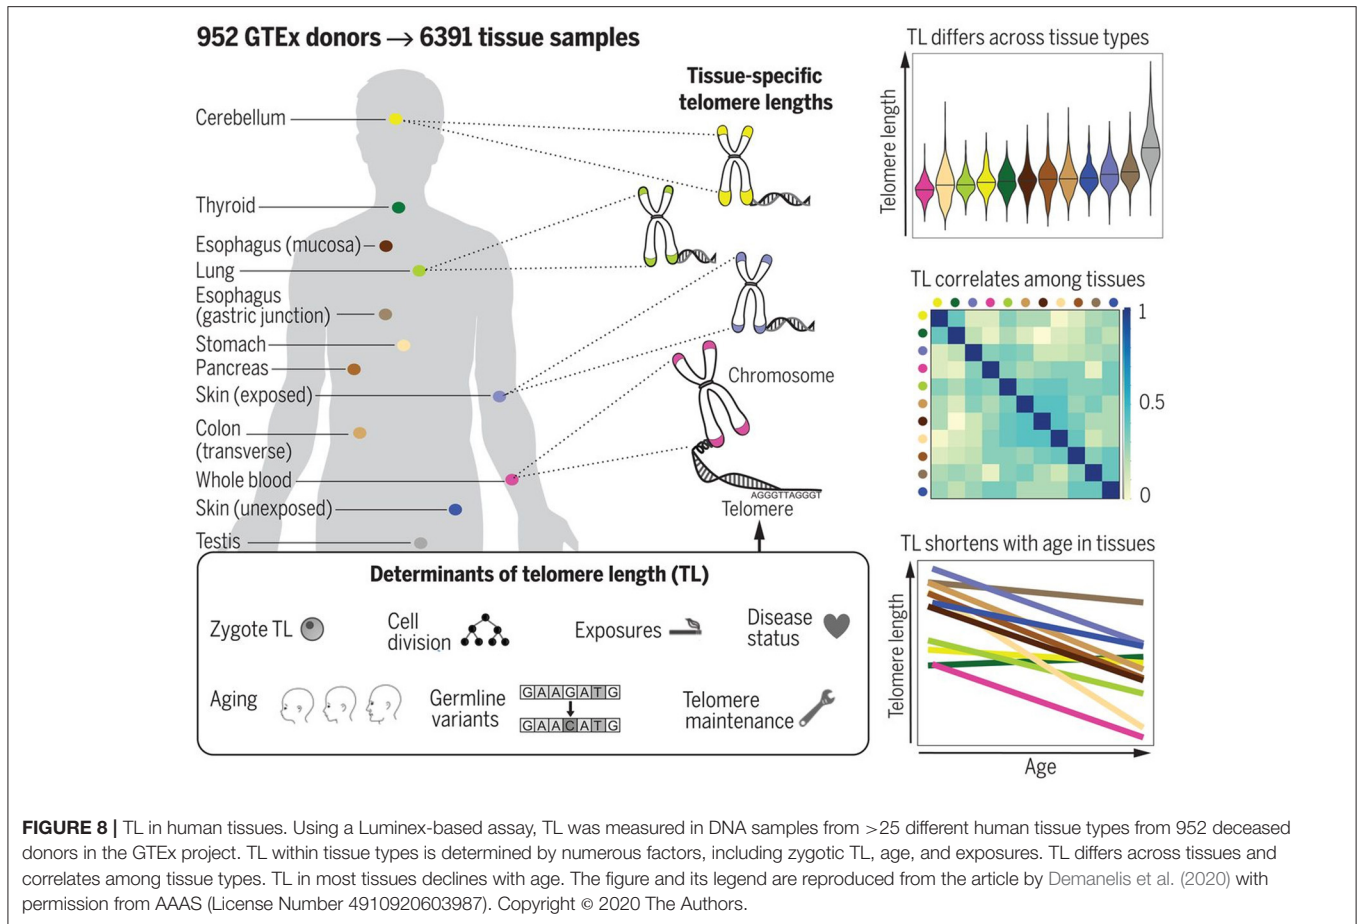 952 GTEx donors → 6391 tissue samples
Cerebellum
Thyroid
Esophagus (mucosa)
Lung
Esophagus
(gastric junction)
Stomach
Pancreas
Skin (exposed)
Colon
(transverse)
Whole blood
Skin (unexposed)
Testis
Tissue-specific
telomere lengths
Chromosome
AGGGTTAGGGT
Telomere
TL differs across tissue types
Telomere length
TL correlates among tissues
1
0.5
0
TL shortens with age in tissues
Telomere length
Age
Determinants of telomere length (TL)
Zygote TL
Cell
division
Exposures
Disease
status
Aging
Germline
variants
GAAGATG
GAACATG
Telomere
maintenance
FIGURE 8 | TL in human tissues. Using a Luminex-based assay, TL was measured in DNA samples from >25 different human tissue types from 952 deceased
donors in the GTEx project. TL within tissue types is determined by numerous factors, including zygotic TL, age, and exposures. TL differs across tissues and
correlates among tissue types. TL in most tissues declines with age. The figure and its legend are reproduced from the article by Demanelis et al. (2020) with
permission from AAAS (License Number 4910920603987). Copyright © 2020 The Authors.